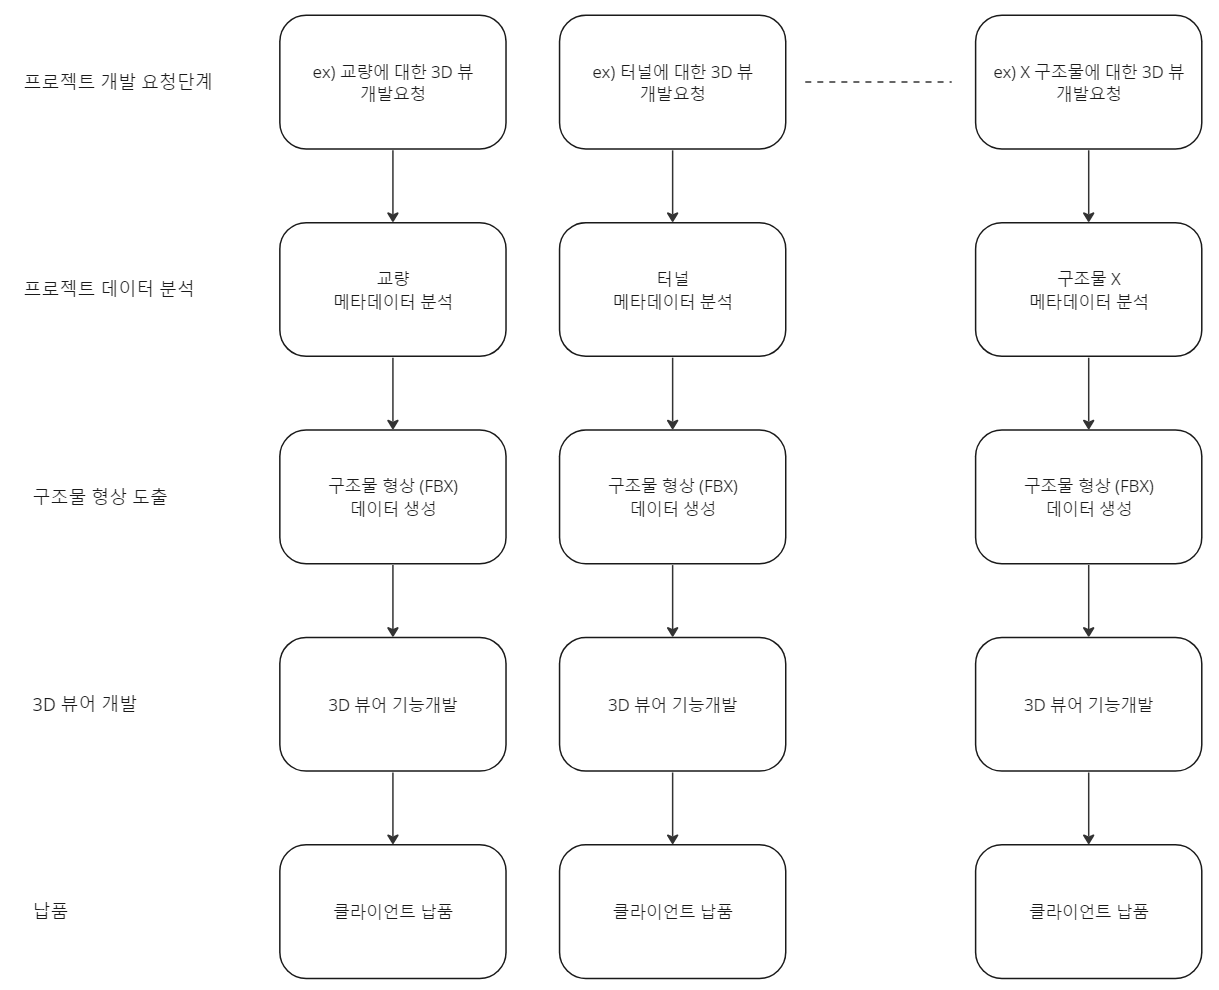 프로젝트 개발 요청단계
ex) 교량에 대한 3D 뷰
개발요청
ex) 터널에 대한 3D 뷰
개발요청
ex) X 구조물에 대한 3D 뷰
개발요청
프로젝트 데이터 분석
교량
메타데이터 분석
터널
메타데이터 분석
구조물 X
메타데이터 분석
구조물 형상 도출
구조물 형상 (FBX)
데이터 생성
구조물 형상 (FBX)
데이터 생성
구조물 형상 (FBX)
데이터 생성
3D 뷰어 개발
3D 뷰어 기능개발
3D 뷰어 기능개발
3D 뷰어 기능개발
납품
클라이언트 납품
클라이언트 납품
클라이언트 납품